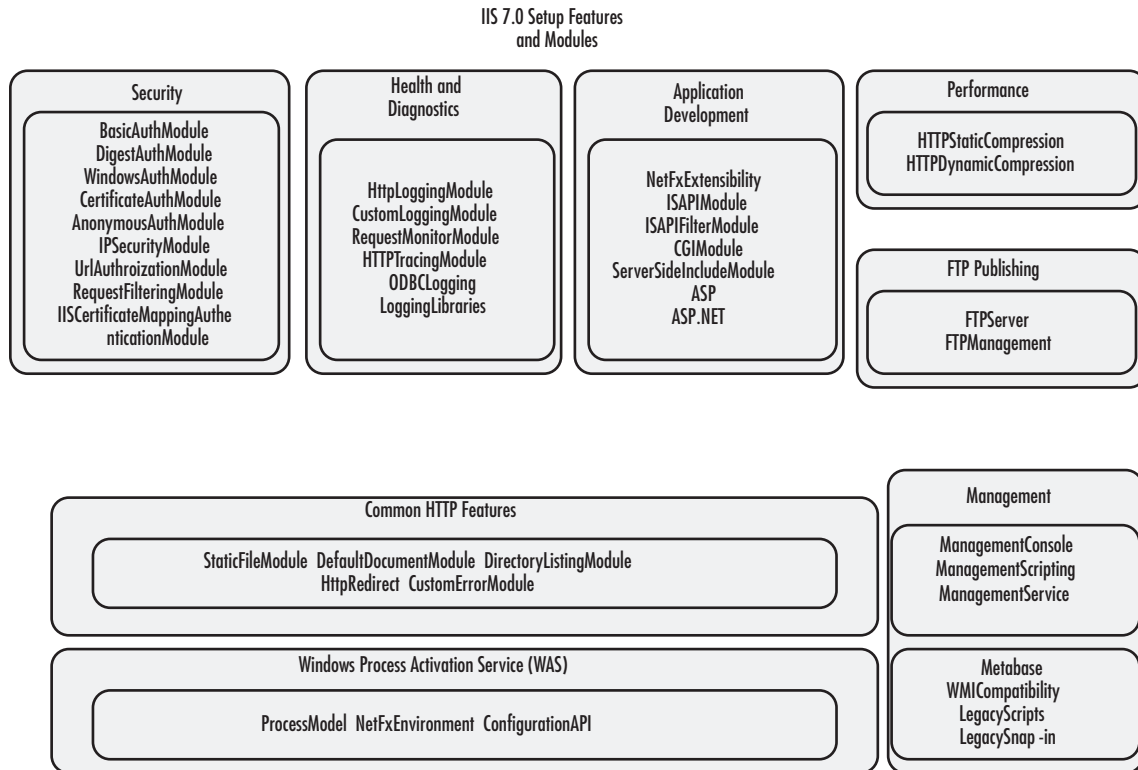 IIS 7.0 Setup Features
and Modules
Security
BasicAuthModule
DigestAuthModule
WindowsAuthModule
CertificateAuthModule
AnonymousAuthModule
IPSecurityModule
UrlAuthroizationModule
RequestFilteringModule
IISCertificateMappingAuthe
nticationModule
Health and
Diagnostics
HttpLoggingModule
CustomLoggingModule
RequestMonitorModule
HTTPTracingModule
ODBCLogging
LoggingLibraries
Application
Development
NetFxExtensibility
ISAPIModule
ISAPIFilterModule
CGIModule
ServerSideIncludeModule
ASP
ASP.NET
Performance
HTTPStaticCompression
HTTPDynamicCompression
FTP Publishing
FTPServer
FTPManagement
Common HTTP Features
StaticFileModule DefaultDocumentModule DirectoryListingModule
HttpRedirect CustomErrorModule
Windows Process Activation Service (WAS)
ProcessModel NetFxEnvironment ConfigurationAPI
Management
ManagementConsole
ManagementScripting
ManagementService
Metabase
WMICompatibility
LegacyScripts
LegacySnap -in